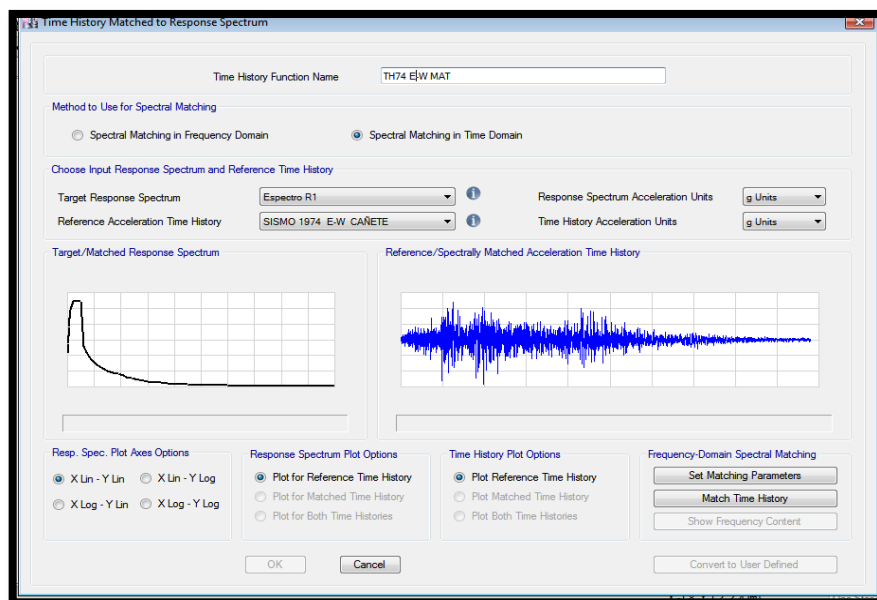 Time History Matched to Response Spectrum
Time History Function Name TH74 E-W MAT
Method to Use for Spectral Matching
Spectral Matching in Frequency Domain Spectral Matching in Time Domain
Choose Input Response Spectrum and Reference Time History
Target Response Spectrum Espectro R1 Response Spectrum Acceleration Units g Units
Reference Acceleration Time History SISMO 1974 E-W CAÑETE Time History Acceleration Units g Units
Target/Matched Response Spectrum Reference/Spectrally Matched Acceleration Time History
Resp. Spec. Plot Axes Options Response Spectrum Plot Options Time History Plot Options Frequency-Domain Spectral Matching
X Lin - Y Lin X Lin - Y Log Plot for Reference Time History Plot Reference Time History Set Matching Parameters
X Log - Y Lin X Log - Y Log Plot for Matched Time History Plot Matched Time History Match Time History
Plot for Both Time Histories Plot Both Time Histories Show Frequency Content
OK Cancel Convert to User Defined